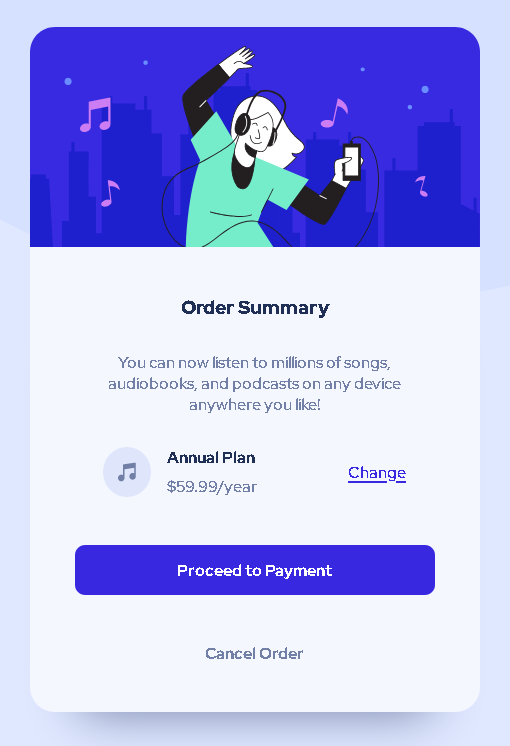 Order Summary
You can now listen to millions of songs,
audiobooks, and podcasts on any device
anywhere you like!
Annual Plan
$59.99/year
Change
Proceed to Payment
Cancel Order